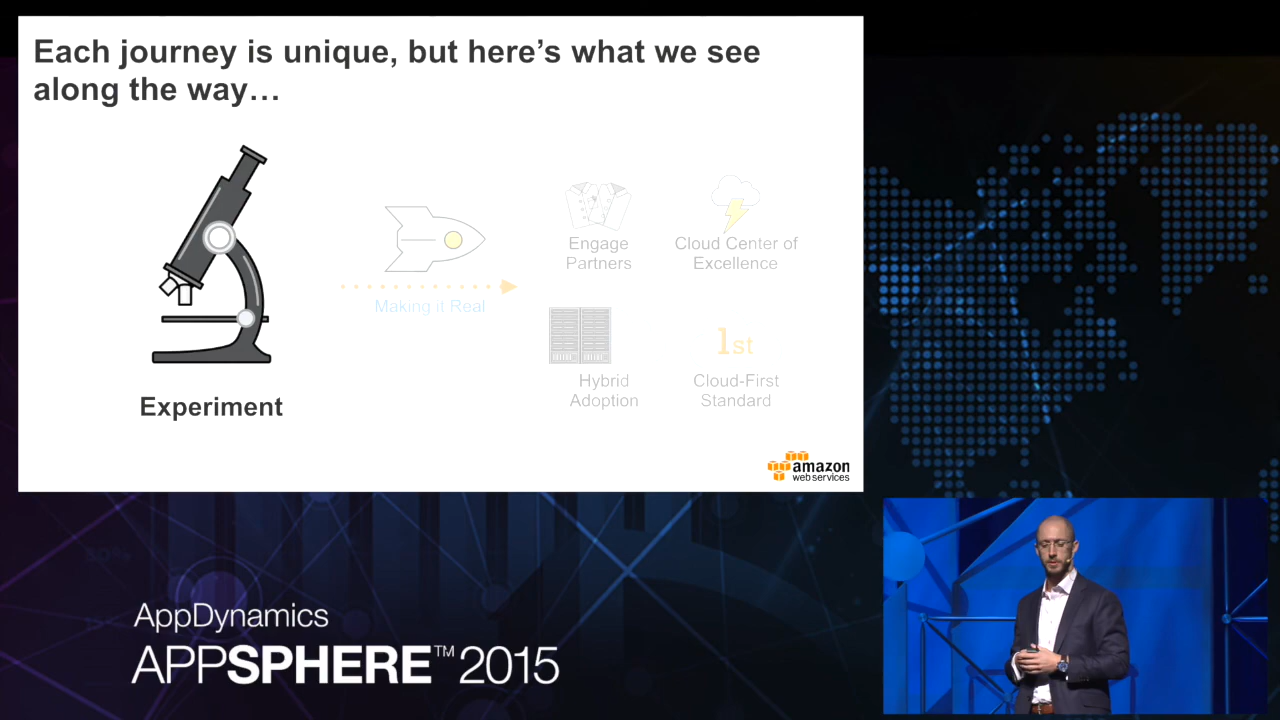 Each journey is unique, but here's what we see
along the way…
Engage
Partners
Cloud Center of
Excellence
Making it Real
1st
Hybrid
Adoption
Cloud-First
Standard
Experiment
amazon
web services
30%
AppDynamics
APPSPHERE™ 2015